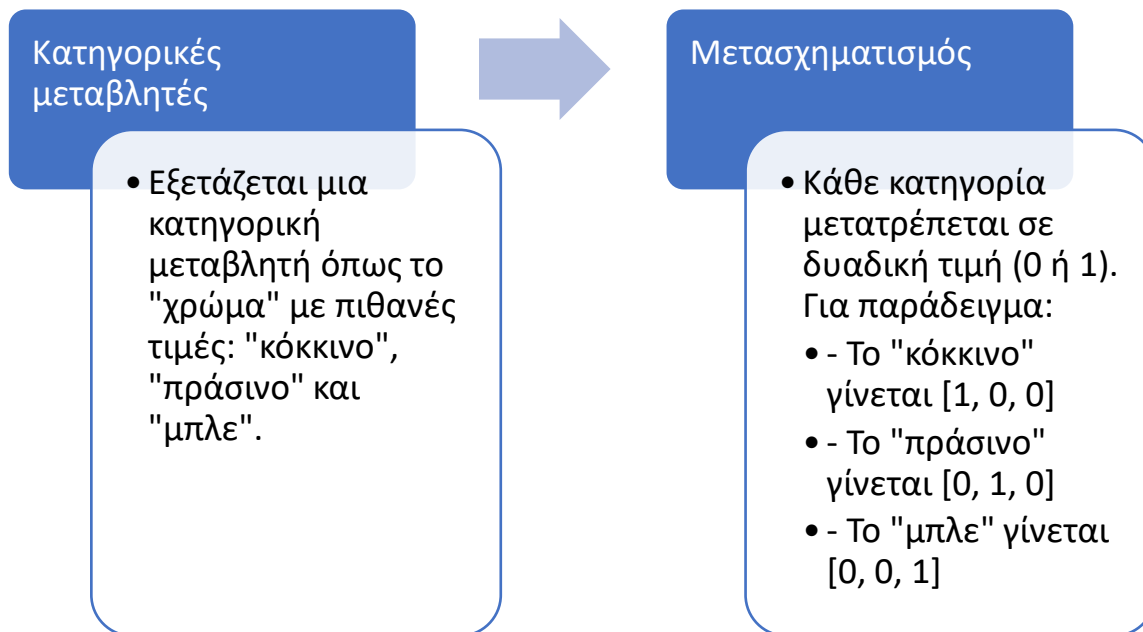 Κατηγορικές
μεταβλητές
• Εξετάζεται μια
κατηγορική
μεταβλητή όπως το
"χρώμα" με πιθανές
τιμές: "κόκκινο",
"πράσινο" και
"μπλε".
Μετασχηματισμός
• Κάθε κατηγορία
μετατρέπεται σε
δυαδική τιμή (0 ή 1).
Για παράδειγμα:
• - Το "κόκκινο"
γίνεται [1, 0, 0]
• - Το "πράσινο"
γίνεται [0, 1, 0]
• - Το "μπλε" γίνεται
[0, 0, 1]